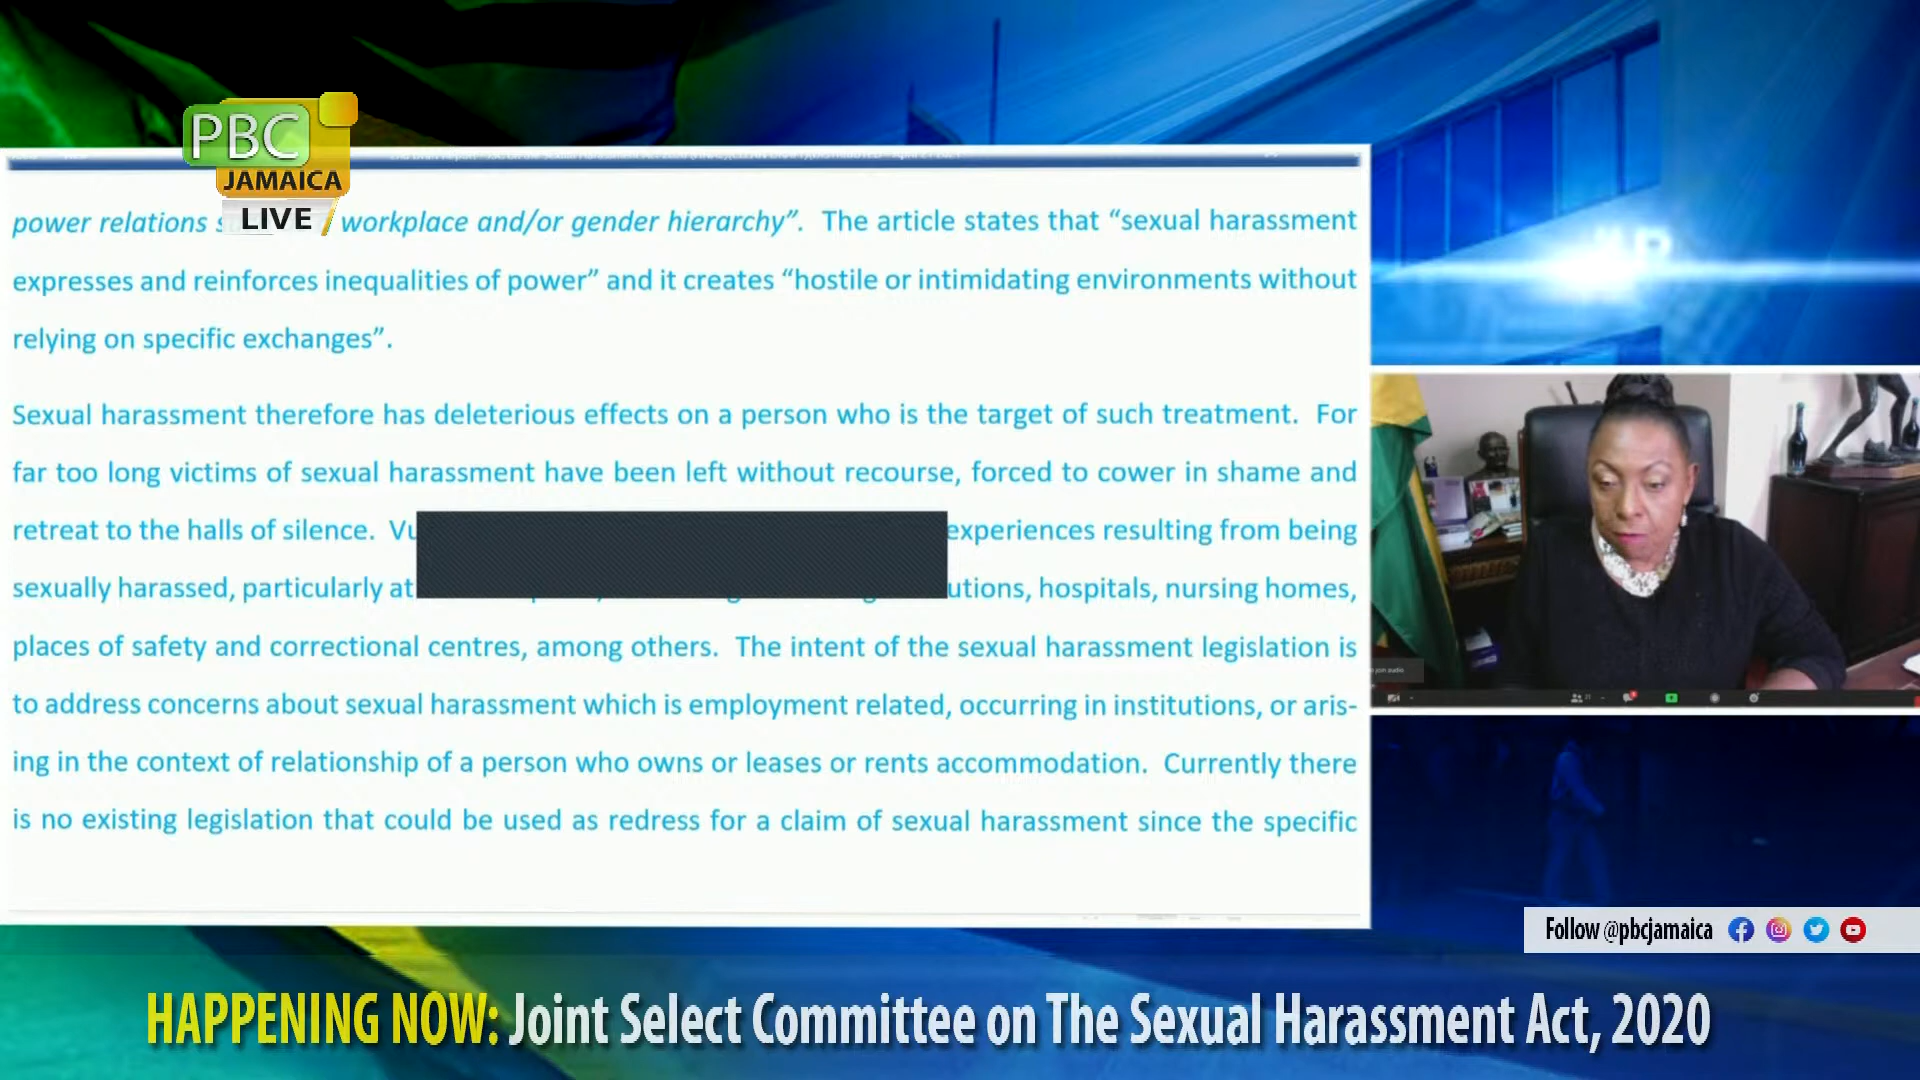 PBC
JAMAICA
LIVE
power relations workplace and/or gender hierarchy”. The article states that “sexual harassment
expresses and reinforces inequalities of power” and it creates “hostile or intimidating environments without
relying on specific exchanges”.
Sexual harassment therefore has deleterious effects on a person who is the target of such treatment. For
far too long victims of sexual harassment have been left without recourse, forced to cower in shame and
retreat to the halls of silence. experiences resulting from being
sexually harassed, particularly at hospitals, nursing homes,
places of safety and correctional centres, among others. The intent of the sexual harassment legislation is
to address concerns about sexual harassment which is employment related, occurring in institutions, or aris-
ing in the context of relationship of a person who owns or leases or rents accommodation. Currently there
is no existing legislation that could be used as redress for a claim of sexual harassment since the specific
Follow @pbcjamaica
HAPPENING NOW: Joint Select Committee on The Sexual Harassment Act, 2020